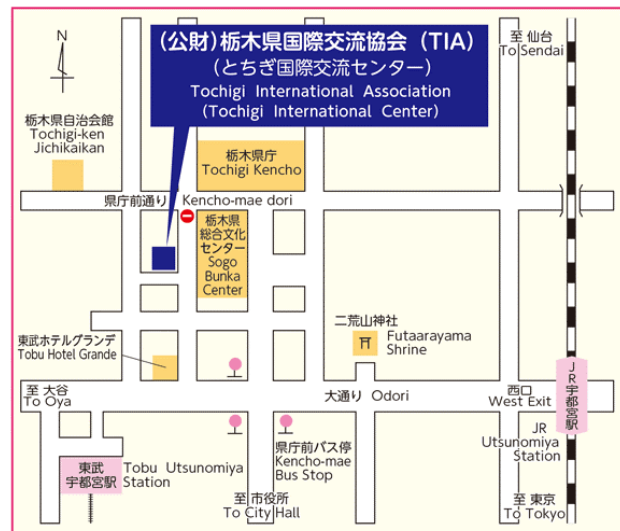 N
(公財)栃木県国際交流協会 (TIA)
(とちぎ国際交流センター)
Tochigi International Association
(Tochigi International Center)
至 仙台
To Sendai
栃木県自治会館
Tochigi-ken
Jichikaikan
栃木県庁
Tochigi Kencho
県庁前通り Kencho-mae dori
栃木県
総合文化
センター
Sogo
Bunka
Center
東武ホテルグランデ
Tobu Hotel Grande
二荒山神社
Futaarayama
Shrine
至 大谷
To Oya
大通り Odori
西口
West Exit
JR宇都宮駅
JR
Utsunomiya
Station
県庁前バス停
Kencho-mae
Bus Stop
東武
宇都宮駅
Tobu Utsunomiya
Station
至 市役所
To City Hall
至 東京
To Tokyo